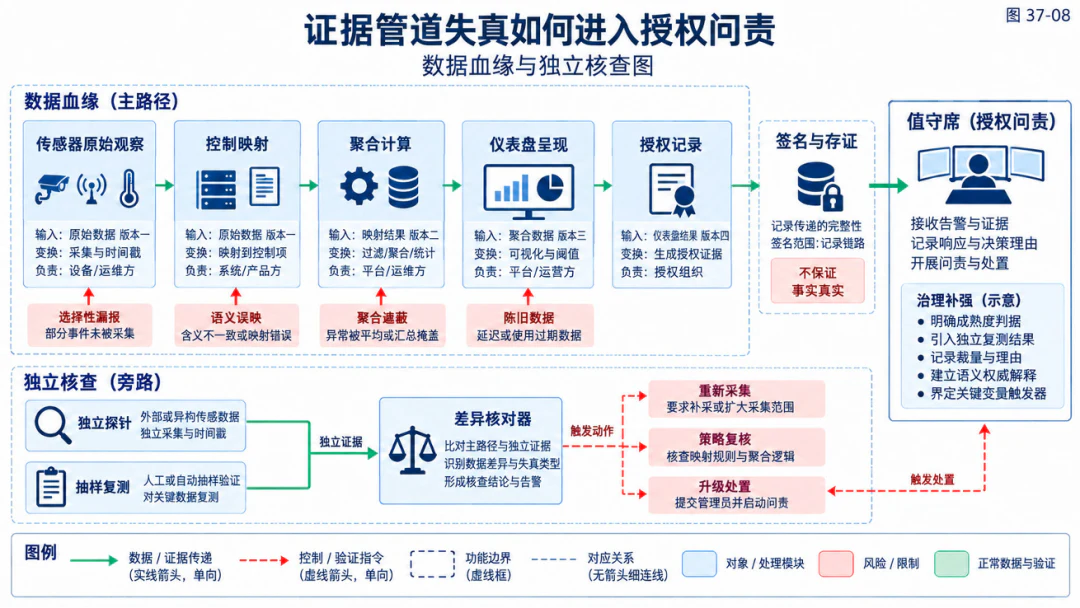 图 37-08
证据管道失真如何进入授权问责
数据血缘与独立核查图
数据血缘（主路径）
传感器原始观察
输入：原始数据 版本一
变换：采集与时间戳
负责：设备/运维方
选择性漏报
部分事件未被采集
控制映射
输入：原始数据 版本一
变换：映射到控制项
负责：系统/产品方
语义误映
含义不一致或映射错误
聚合计算
输入：映射结果 版本二
变换：过滤/聚合/统计
负责：平台/运维方
聚合遮蔽
异常被平均或汇总掩盖
仪表盘呈现
输入：聚合数据 版本三
变换：可视化与阈值
负责：平台/运营方
陈旧数据
延迟或使用过期数据
授权记录
输入：仪表盘结果 版本四
变换：生成授权证据
负责：授权组织
签名与存证
记录传递的完整性
签名范围：记录链路
不保证
事实真实
值守席（授权问责）
接收告警与证据
记录响应与决策理由
开展问责与处置
治理补强（示意）
● 明确成熟度判据
● 引入独立复测结果
● 记录裁量与理由
● 建立语义权威解释
● 界定关键变量触发器
独立核查（旁路）
独立探针
外部或异构传感数据
独立采集与时间戳
抽样复测
人工或自动抽样验证
对关键数据复测
独立证据
差异核对器
比对主路径与独立证据
识别数据差异与失真类型
形成核查结论与告警
触发动作
重新采集
要求补采或扩大采集范围
策略复核
核查映射规则与聚合逻辑
升级处置
提交管理员并启动问责
触发处置
图例
数据 / 证据传递
（实线箭头，单向）
控制 / 验证指令
（虚线箭头，单向）
功能边界
（虚线框）
对应关系
（无箭头细连线）
对象 / 处理模块
风险 / 限制
正常数据与验证